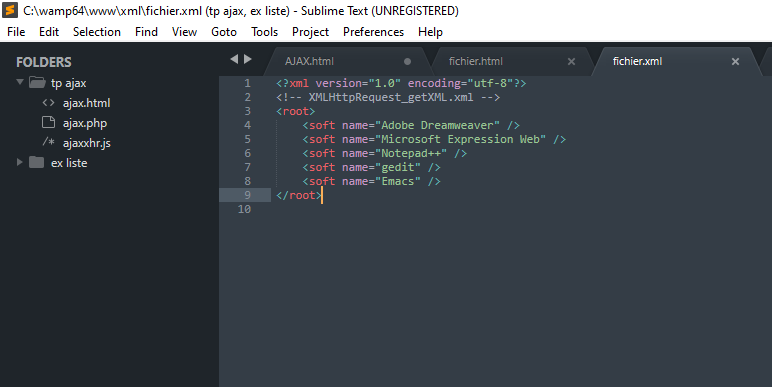 C:\wamp64\www\xml\fichier.xml (tp ajax, ex liste) - Sublime Text (UNREGISTERED)
File Edit Selection Find View Goto Tools Project Preferences Help
FOLDERS
tp ajax
<> ajax.html
ajax.php
/* ajaxxhr.js
ex liste
AJAX.html fichier.html fichier.xml
1 <?xml version="1.0" encoding="utf-8"?>
2 <!-- XMLHttpRequest_getXML.xml -->
3 <root>
4 <soft name="Adobe Dreamweaver" />
5 <soft name="Microsoft Expression Web" />
6 <soft name="Notepad++" />
7 <soft name="gedit" />
8 <soft name="Emacs" />
9 </root>
10